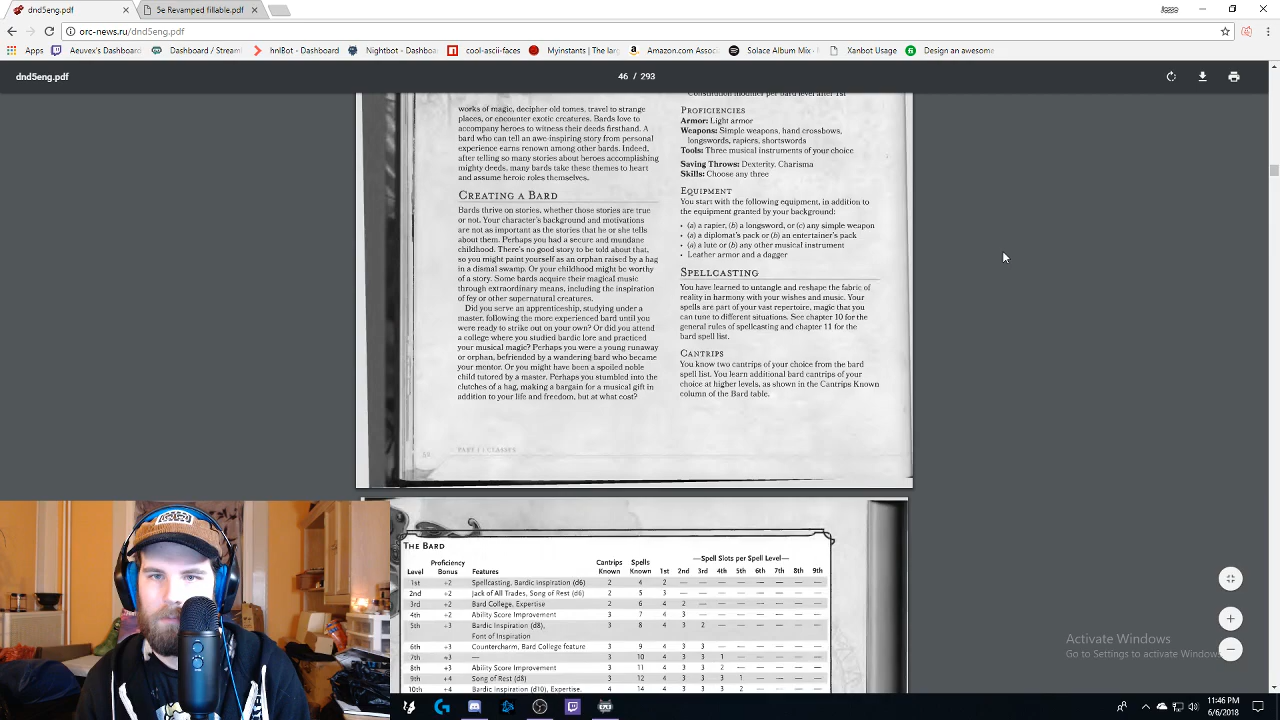 dnd5eng.pdf
5e Revamped fillable.pdf
orc-news.ru/dnd5eng.pdf
Apps
Aeuvex's Dashboard
Dashboard / Stream
hniBot - Dashboard
Nightbot - Dashboard
cool-ascii-faces
Myinstants | The larg
Amazon.com Associ
Solace Album Mix -
Xanbot Usage
Design an awesome
dnd5eng.pdf
46 / 293
works of magic, decipher old tomes, travel to strange
places, or encounter exotic creatures. Bards love to
accompany heroes to witness their deeds firsthand. A
bard who can tell an awe-inspiring story from personal
experience earns renown among other bards. Indeed,
after telling so many stories about heroes accomplishing
mighty deeds, many bards take these themes to heart
and assume heroic roles themselves.
Creating a Bard
Bards thrive on stories, whether those stories are true
or not. Your character's background and motivations
are not as important as the stories that he or she tells
about them. Perhaps you had a secure and mundane
childhood. There's no good story to be told about that,
so you might paint yourself as an orphan raised by a hag
in a dismal swamp. Or your childhood might be worthy
of a story. Some bards acquire their magical music
through extraordinary means, including the inspiration
of fey or other supernatural creatures.
Did you serve an apprenticeship, studying under a
master, following the more experienced bard until you
were ready to strike out on your own? Or did you attend
a college where you studied bardic lore and practiced
your musical magic? Perhaps you were a young runaway
or orphan, befriended by a wandering bard who became
your mentor. Or you might have been a spoiled noble
child tutored by a master. Perhaps you stumbled into the
clutches of a hag, making a bargain for a musical gift in
addition to your life and freedom, but at what cost?
PART 1 | CLASSES
Constitution modifier per bard level after 1st
Proficiencies
Armor: Light armor
Weapons: Simple weapons, hand crossbows,
longswords, rapiers, shortswords
Tools: Three musical instruments of your choice
Saving Throws: Dexterity, Charisma
Skills: Choose any three
Equipment
You start with the following equipment, in addition to
the equipment granted by your background:
• (a) a rapier, (b) a longsword, or (c) any simple weapon
• (a) a diplomat's pack or (b) an entertainer's pack
• (a) a lute or (b) any other musical instrument
• Leather armor and a dagger
Spellcasting
You have learned to untangle and reshape the fabric of
reality in harmony with your wishes and music. Your
spells are part of your vast repertoire, magic that you
can tune to different situations. See chapter 10 for the
general rules of spellcasting and chapter 11 for the
bard spell list.
Cantrips
You know two cantrips of your choice from the bard
spell list. You learn additional bard cantrips of your
choice at higher levels, as shown in the Cantrips Known
column of the Bard table.
The Bard
—Spell Slots per Spell Level—
Proficiency Cantrips Spells
Level Bonus Features Known Known 1st 2nd 3rd 4th 5th 6th 7th 8th 9th
1st +2 Spellcasting, Bardic Inspiration (d6) 2 4 2 — — — — — — — —
2nd +2 Jack of All Trades, Song of Rest (d6) 2 5 3 — — — — — — — —
3rd +2 Bard College, Expertise 2 6 4 2 — — — — — — —
4th +2 Ability Score Improvement 3 7 4 3 — — — — — — —
5th +3 Bardic Inspiration (d8), 3 8 4 3 2 — — — — — —
Font of Inspiration
6th +3 Countercharm, Bard College feature 3 9 4 3 3 — — — — — —
7th +3 — 3 10 4 3 3 1 — — — — —
8th +3 Ability Score Improvement 3 11 4 3 3 2 — — — — —
9th +4 Song of Rest (d8) 3 12 4 3 3 3 1 — — — —
10th +4 Bardic Inspiration (d10), Expertise, 4 14 4 3 3 3 2 — — — —
Activate Windows
Go to Settings to activate Window
11:46 PM
6/6/2018